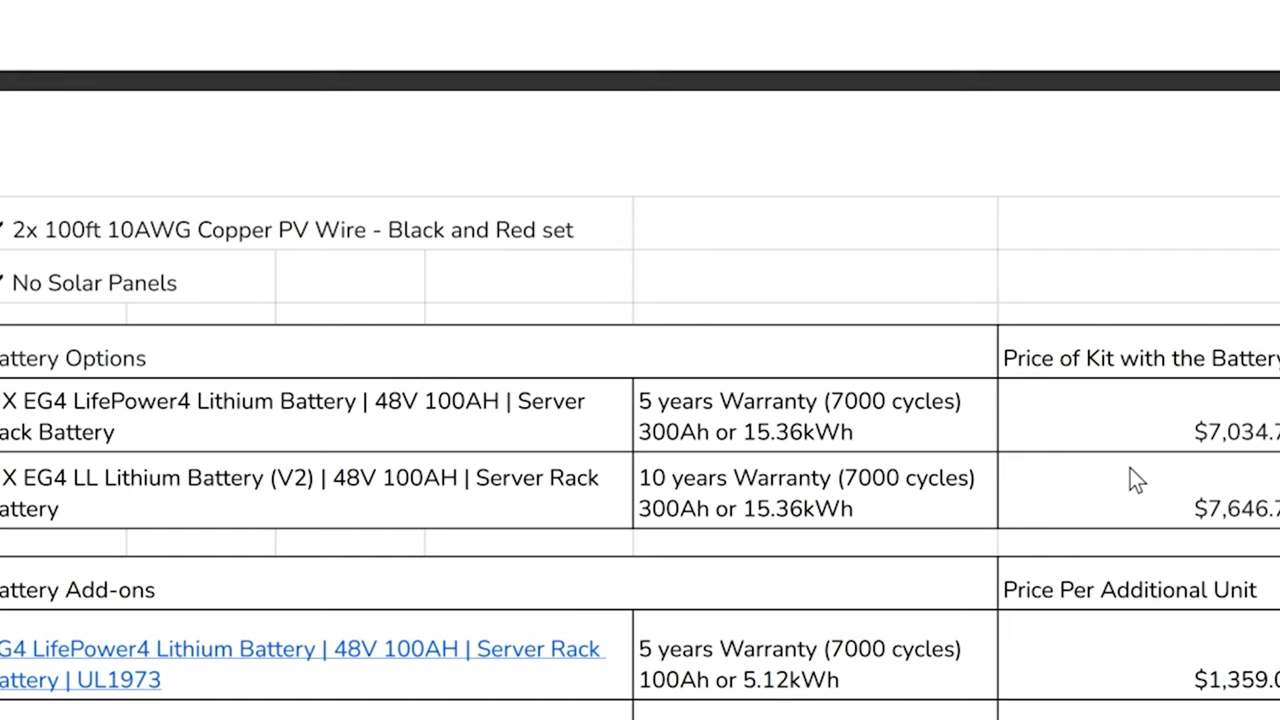 2x 100ft 10AWG Copper PV Wire - Black and Red set
No Solar Panels
attery Options
Price of Kit with the Battery
X EG4 LifePower4 Lithium Battery | 48V 100AH | Server
ack Battery
5 years Warranty (7000 cycles)
300Ah or 15.36kWh
$7,034.7
X EG4 LL Lithium Battery (V2) | 48V 100AH | Server Rack
attery
10 years Warranty (7000 cycles)
300Ah or 15.36kWh
$7,646.7
attery Add-ons
Price Per Additional Unit
G4 LifePower4 Lithium Battery | 48V 100AH | Server Rack
attery | UL1973
5 years Warranty (7000 cycles)
100Ah or 5.12kWh
$1,359.0